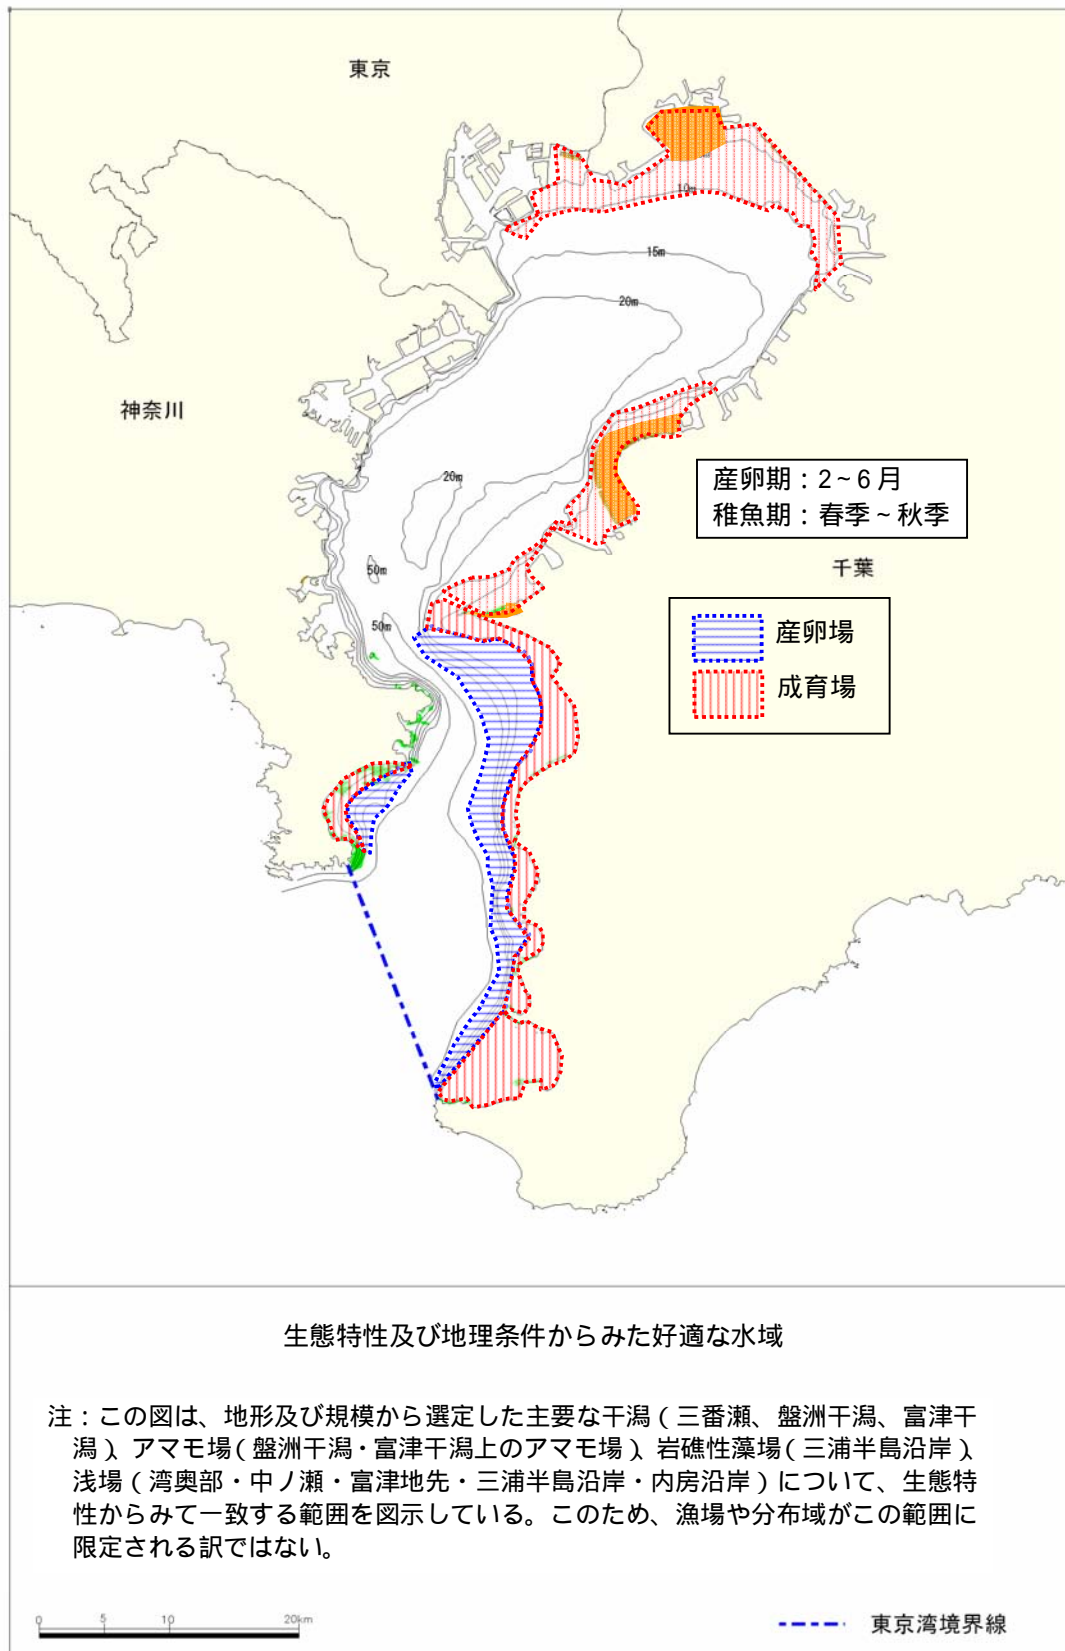 東京
10m
15m
20m
神奈川
20m
産卵期：2~6月
稚魚期：春季~秋季
千葉
50m
50m
産卵場
成育場
生態特性及び地理条件からみた好適な水域
注：この図は、地形及び規模から選定した主要な干潟（三番瀬、盤洲干潟、富津干
潟）、アマモ場（盤洲干潟・富津干潟上のアマモ場）、岩礁性藻場（三浦半島沿岸）、
浅場（湾奥部・中ノ瀬・富津地先・三浦半島沿岸・内房沿岸）について、生態特
性からみて一致する範囲を図示している。このため、漁場や分布域がこの範囲に
限定される訳ではない。
0 5 10 20km
東京湾境界線